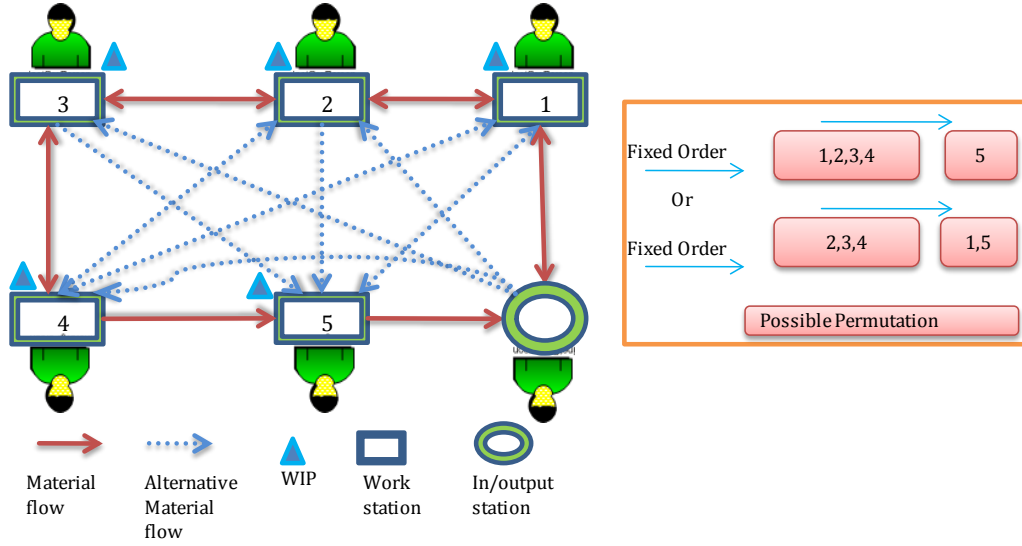 3
2
1
4
5
Fixed Order
1,2,3,4
5
Or
Fixed Order
2,3,4
1,5
Possible Permutation
Material
flow
Alternative
Material
flow
WIP
Work
station
In/output
station